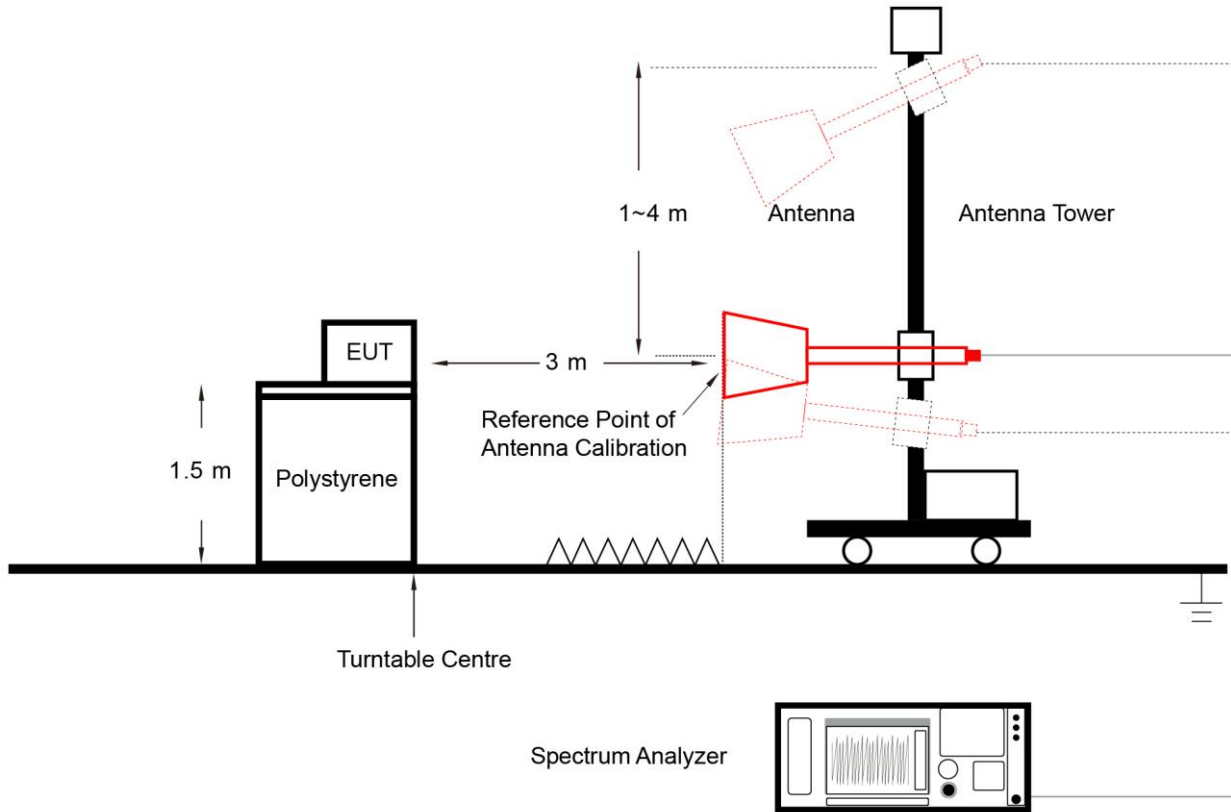 1~4 m
Antenna
Antenna Tower
EUT
3 m
Reference Point of
Antenna Calibration
1.5 m
Polystyrene
Turntable Centre
Spectrum Analyzer